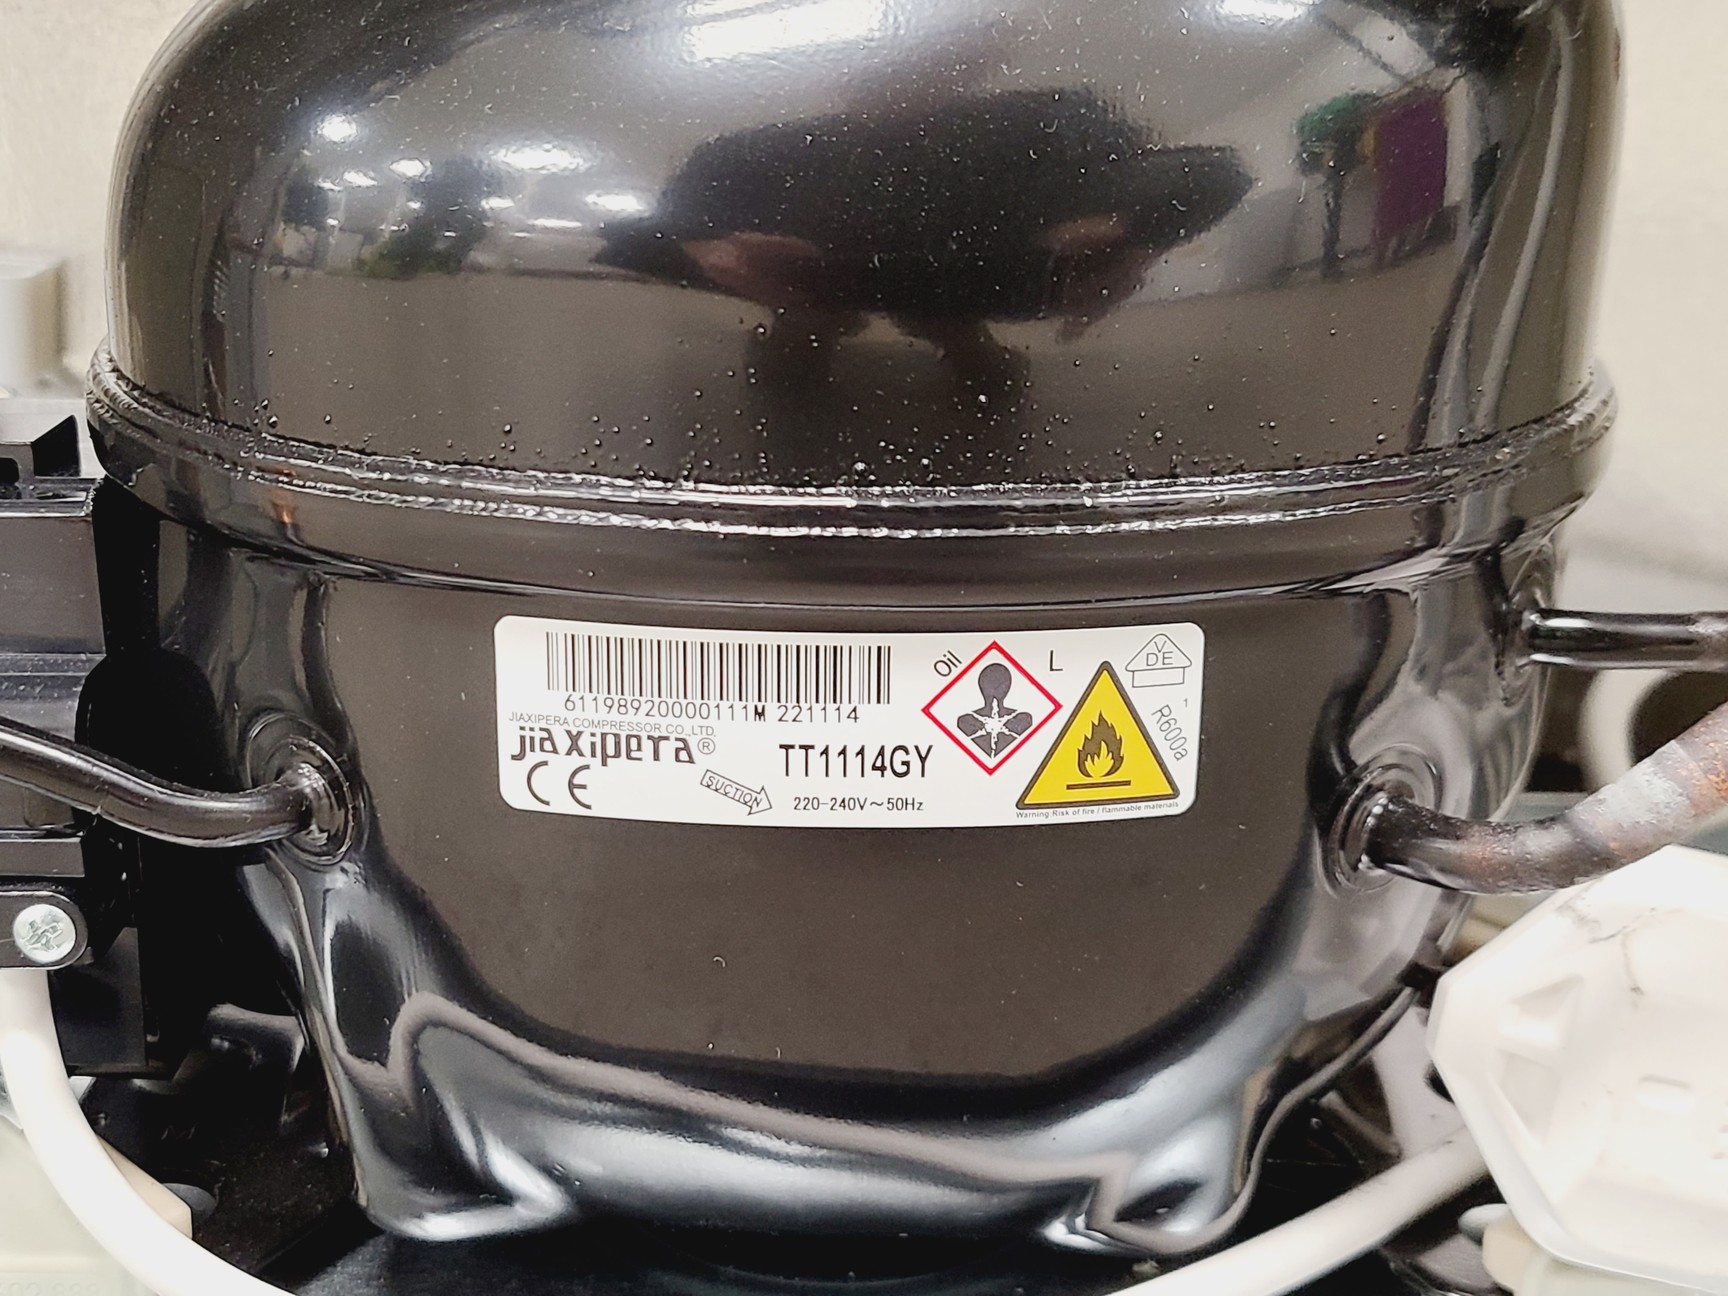 61198920000111M 221114
JIAXIPERA COMPRESSOR CO.,LTD.
jiaxipera®
TT1114GY
CE
SUCTION
220-240V~50Hz
Oil
L
VDE
1
R600a
Warning:Risk of fire / flammable materials